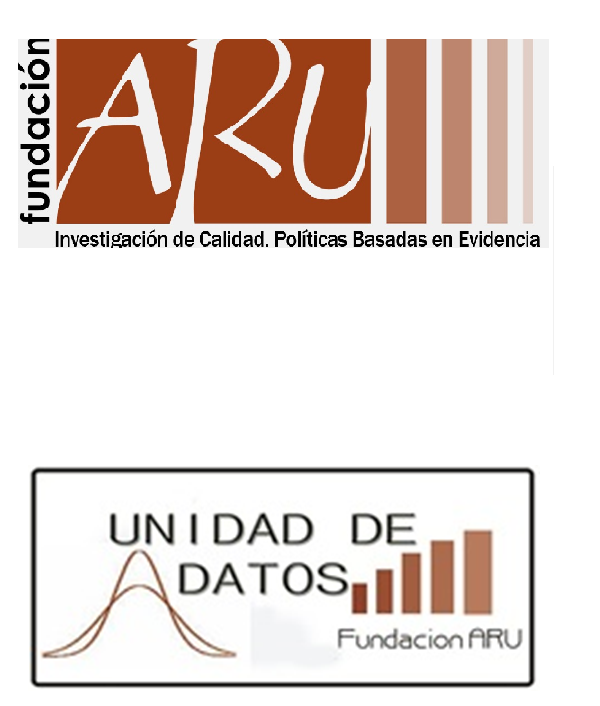 fundación
ARU
Investigación de Calidad. Políticas Basadas en Evidencia
UNIDAD DE
DATOS
Fundacion ARU